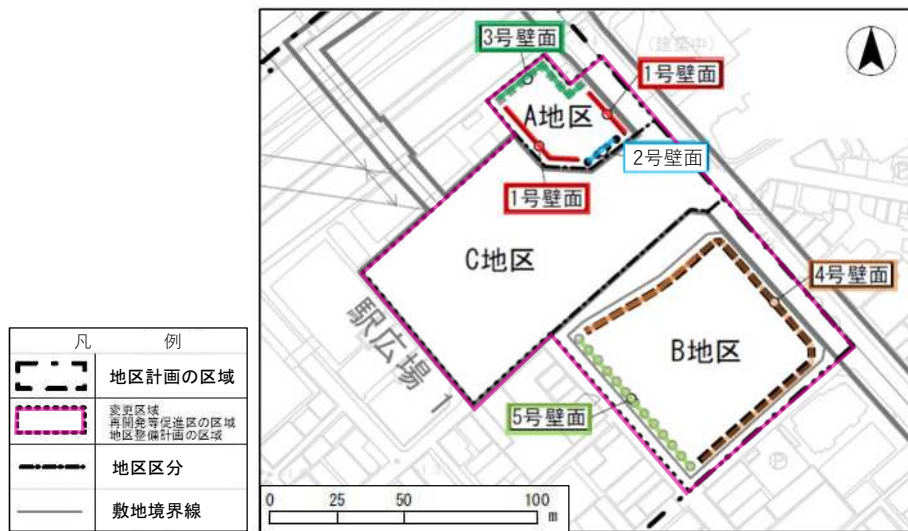 3号壁面
(建築中)
1号壁面
A地区
2号壁面
1号壁面
C地区
4号壁面
駅広場 1
B地区
5号壁面
P
凡 例
地区計画の区域
変更区域
再開発等促進区の区域
地区整備計画の区域
地区区分
敷地境界線
0 25 50 100
m